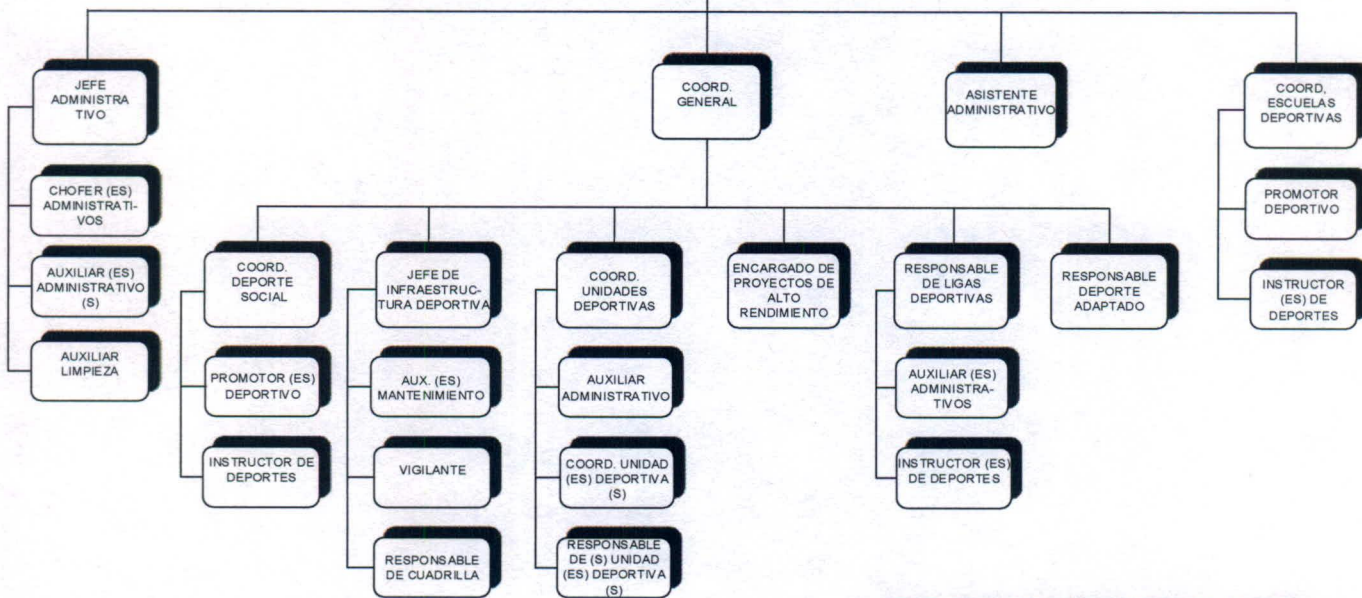 JEFE
ADMINISTRA
TIVO
CHOFER (ES)
ADMINISTRATI-
VOS
AUXILIAR (ES)
ADMINISTRATIVO
(S)
AUXILIAR
LIMPIEZA
COORD.
GENERAL
COORD.
DEPORTE
SOCIAL
PROMOTOR (ES)
DEPORTIVO
INSTRUCTOR DE
DEPORTES
JEFE DE
INFRAESTRUC-
TURA DEPORTIVA
AUX. (ES)
MANTENIMIENTO
VIGILANTE
RESPONSABLE
DE CUADRILLA
COORD.
UNIDADES
DEPORTIVAS
AUXILIAR
ADMINISTRATIVO
COORD. UNIDAD
(ES) DEPORTIVA
(S)
RESPONSABLE
DE (S) UNIDAD
(ES) DEPORTIVA
(S)
ENCARGADO DE
PROYECTOS DE
ALTO
RENDIMIENTO
RESPONSABLE
DE LIGAS
DEPORTIVAS
AUXILIAR (ES)
ADMINISTRA-
TIVOS
INSTRUCTOR (ES)
DE DEPORTES
RESPONSABLE
DEPORTE
ADAPTADO
ASISTENTE
ADMINISTRATIVO
COORD,
ESCUELAS
DEPORTIVAS
PROMOTOR
DEPORTIVO
INSTRUCTOR
(ES) DE
DEPORTES